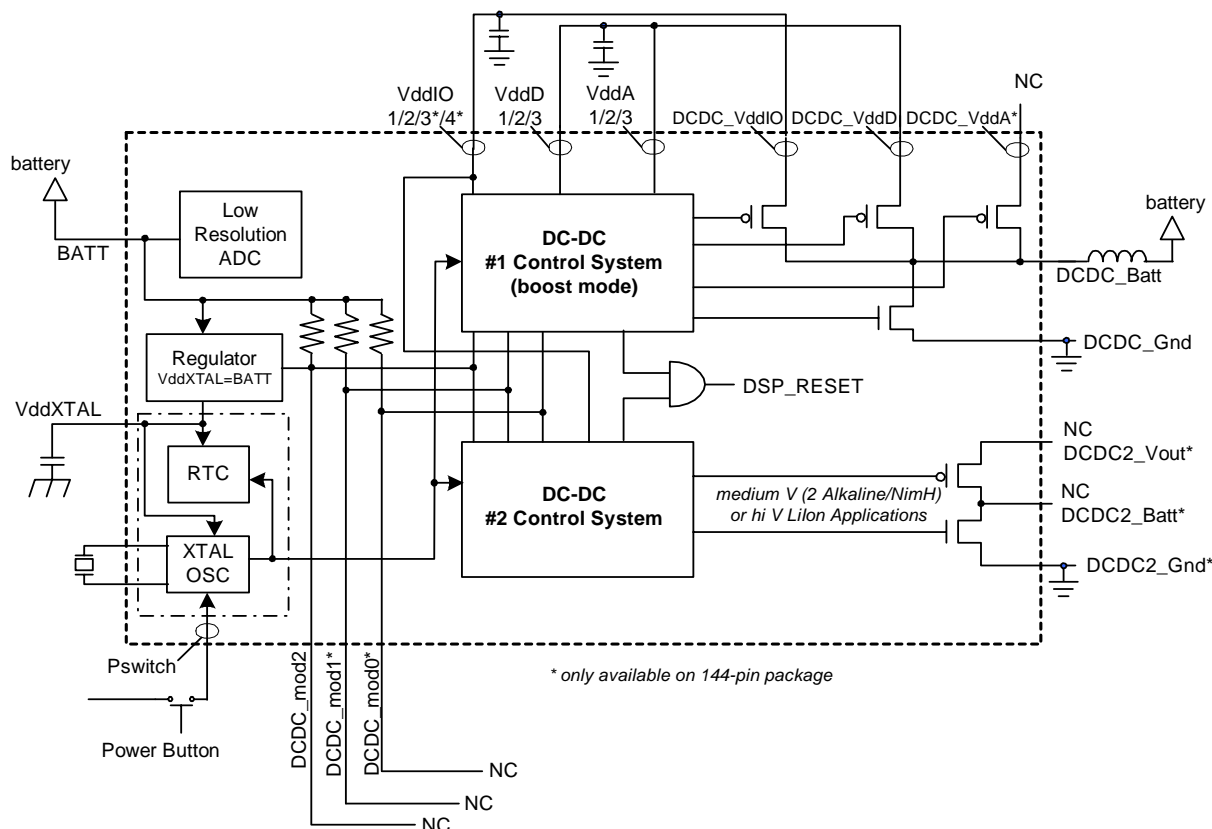 NC
VddIO
1/2/3*/4*
VddD
1/2/3
VddA
1/2/3
DCDC_VddIO
DCDC_VddD
DCDC_VddA*
battery
BATT
Low
Resolution
ADC
DC-DC
#1 Control System
(boost mode)
battery
DCDC_Batt
DCDC_Gnd
Regulator
VddXTAL=BATT
DSP_RESET
VddXTAL
RTC
XTAL
OSC
DC-DC
#2 Control System
medium V (2 Alkaline/NimH)
or hi V LiIon Applications
NC
DCDC2_Vout*
NC
DCDC2_Batt*
DCDC2_Gnd*
Pswitch
Power Button
DCDC_mod2
DCDC_mod1*
DCDC_mod0*
* only available on 144-pin package
NC
NC
NC